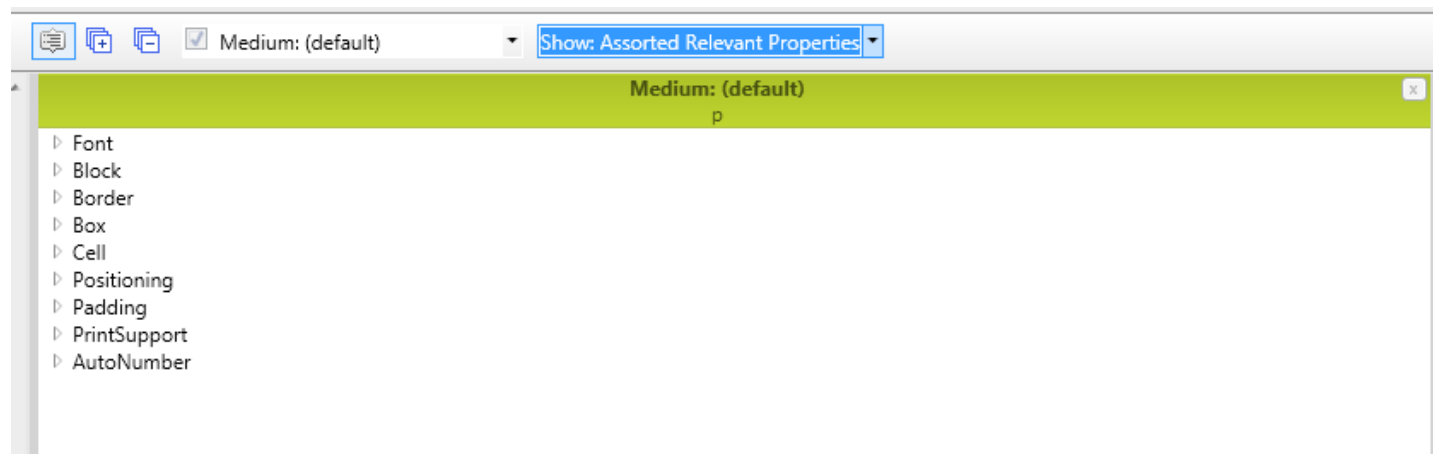 Medium: (default) Show: Assorted Relevant Properties
Medium: (default)
x
p
Font
Block
Border
Box
Cell
Positioning
Padding
PrintSupport
AutoNumber